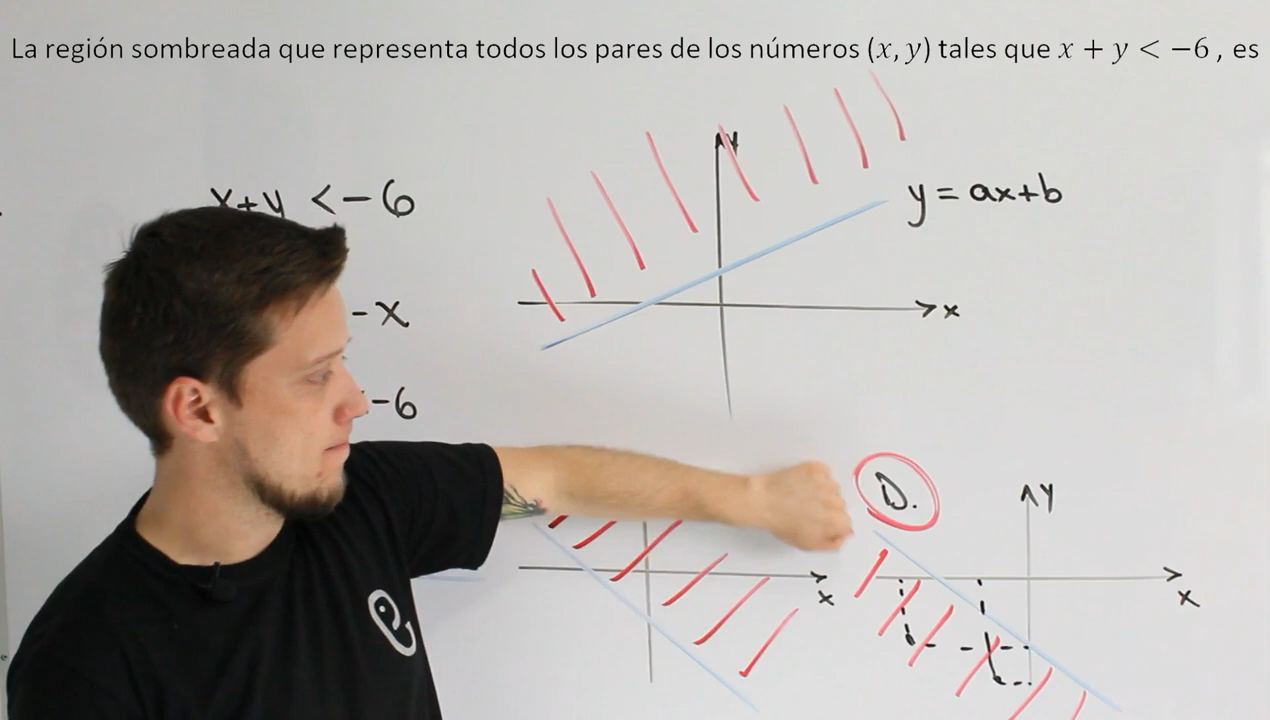 La región sombreada que representa todos los pares de los números (x, y) tales que x + y < −6 , es
y
x+y < -6
y = ax+b
-x
x
-6
D.
y
x
x